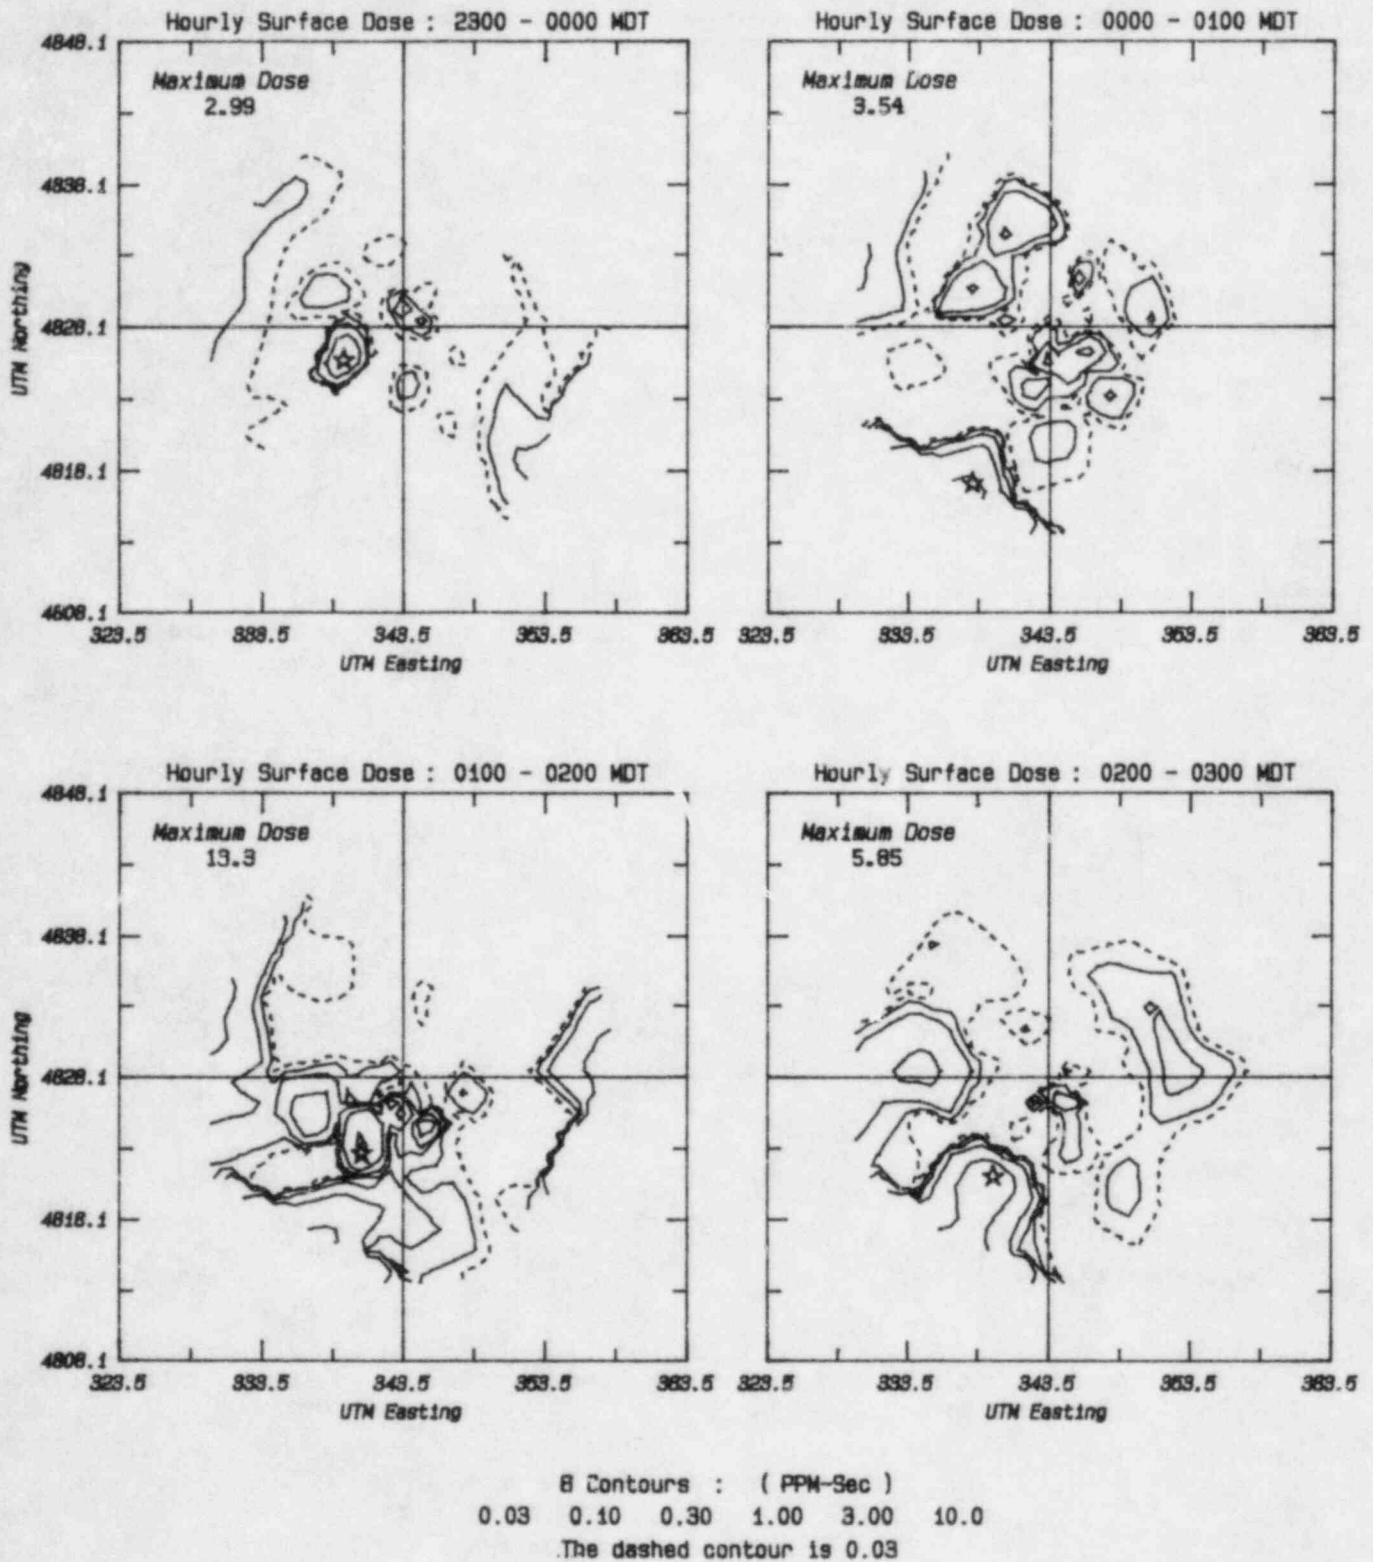 Hourly Surface Dose : 2300 - 0000 MDT
Maximum Dose
2.99
4848.1
4838.1
4828.1
4818.1
4808.1
UTM Northing
323.5 333.5 343.5 353.5 363.5
UTM Easting
Hourly Surface Dose : 0000 - 0100 MDT
Maximum Dose
3.54
323.5 333.5 343.5 353.5 363.5
UTM Easting
Hourly Surface Dose : 0100 - 0200 MDT
Maximum Dose
13.3
4848.1
4838.1
4828.1
4818.1
4808.1
UTM Northing
323.5 333.5 343.5 353.5 363.5
UTM Easting
Hourly Surface Dose : 0200 - 0300 MDT
Maximum Dose
5.85
323.5 333.5 343.5 353.5 363.5
UTM Easting
6 Contours : ( PPM-Sec )
0.03 0.10 0.30 1.00 3.00 10.0
The dashed contour is 0.03